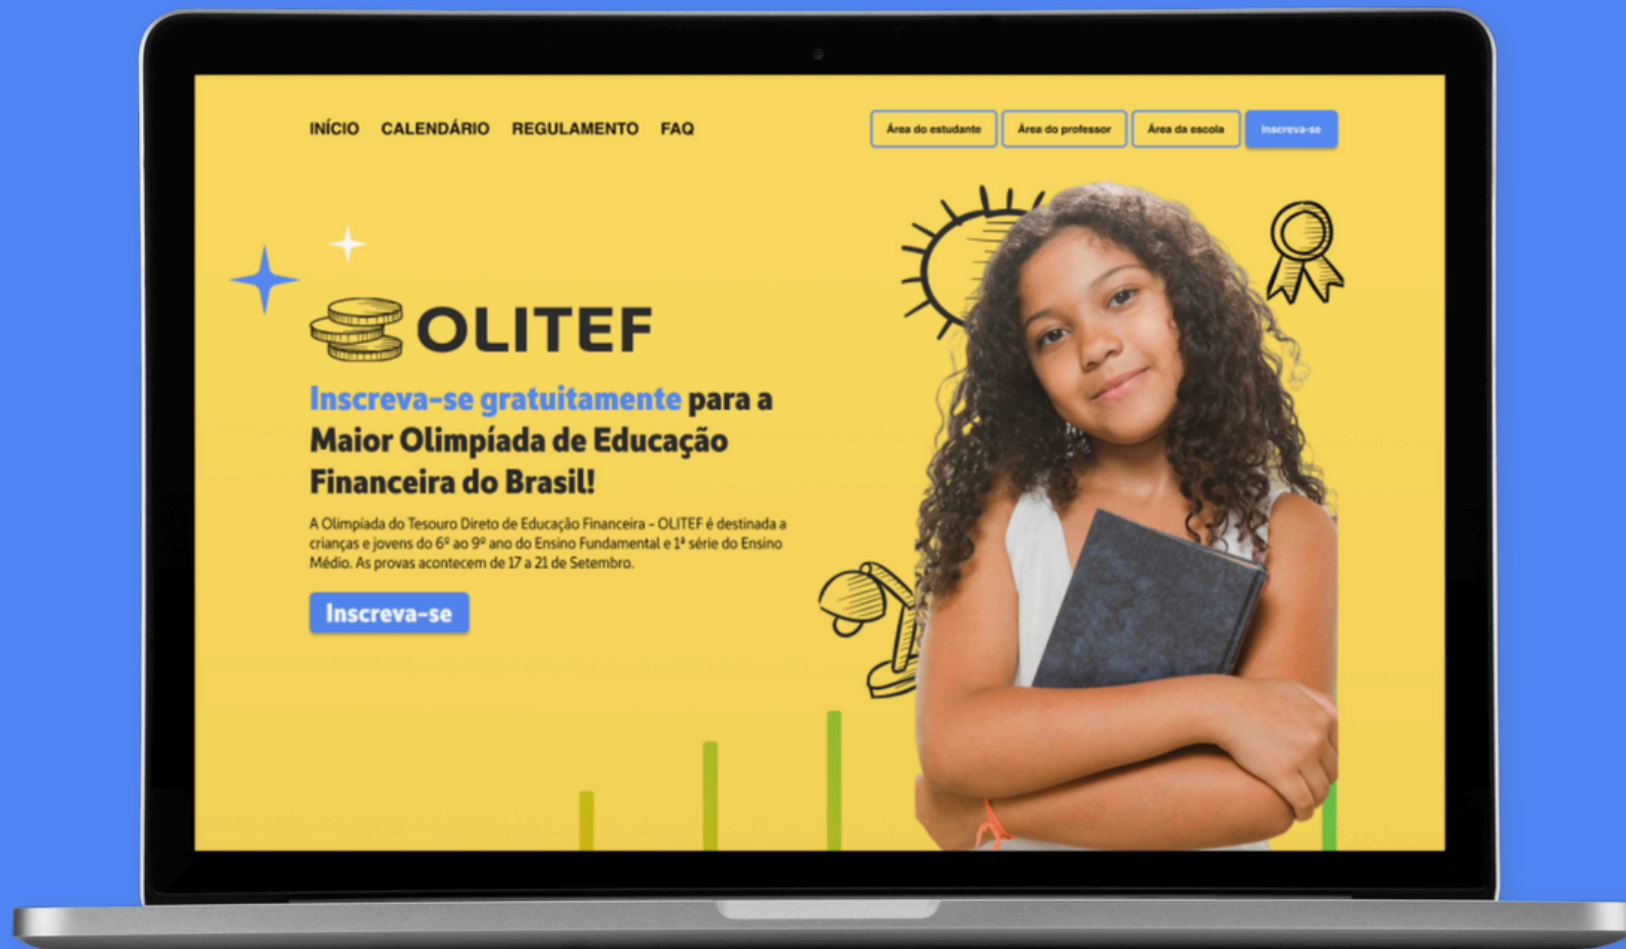 INÍCIO CALENDÁRIO REGULAMENTO FAQ Área do estudante Área do professor Área da escola Inscreva-se
OLITEF
Inscreva-se gratuitamente para a
Maior Olimpíada de Educação
Financeira do Brasil!
A Olimpíada do Tesouro Direto de Educação Financeira - OLITEF é destinada a
crianças e jovens do 6º ao 9º ano do Ensino Fundamental e 1ª série do Ensino
Médio. As provas acontecem de 17 a 21 de Setembro.
Inscreva-se